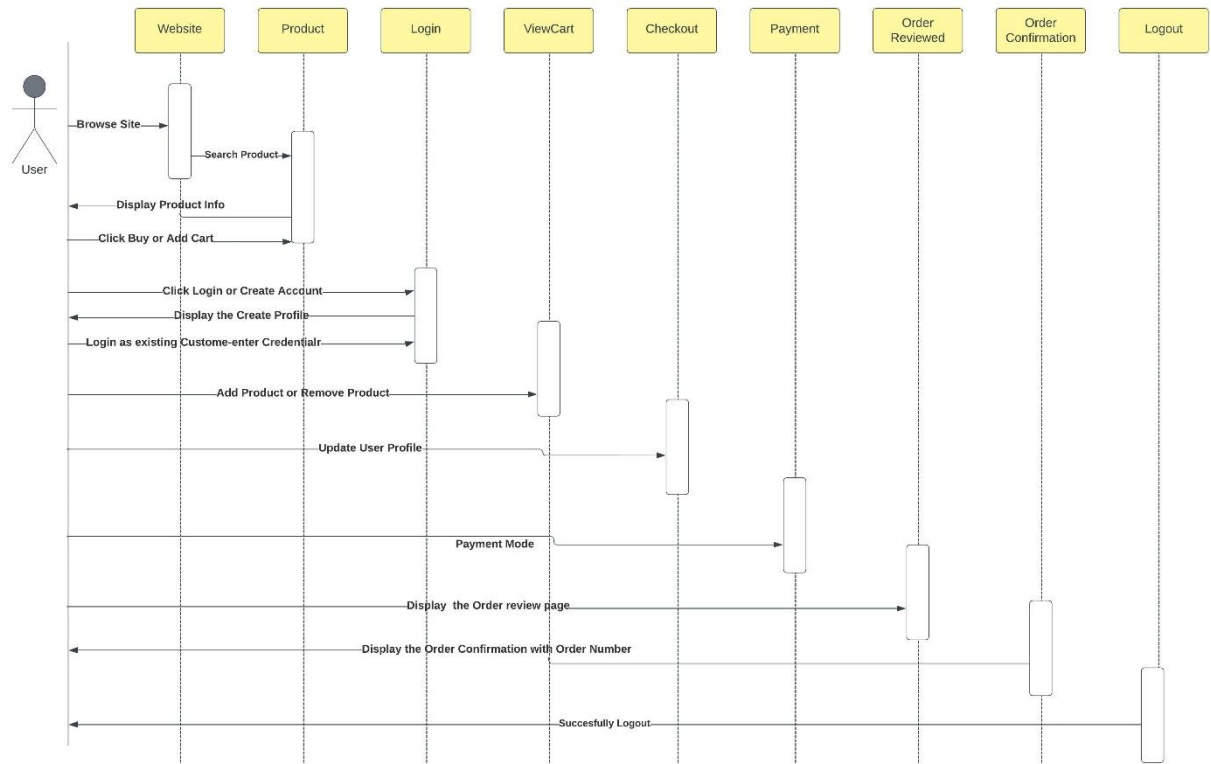 Website
Product
Login
ViewCart
Checkout
Payment
Order
Reviewed
Order
Confirmation
Logout
User
Browse Site
Search Product
Display Product Info
Click Buy or Add Cart
Click Login or Create Account
Display the Create Profile
Login as existing Custome-enter Credentialr
Add Product or Remove Product
Update User Profile
Payment Mode
Display the Order review page
Display the Order Confirmation with Order Number
Succesfully Logout